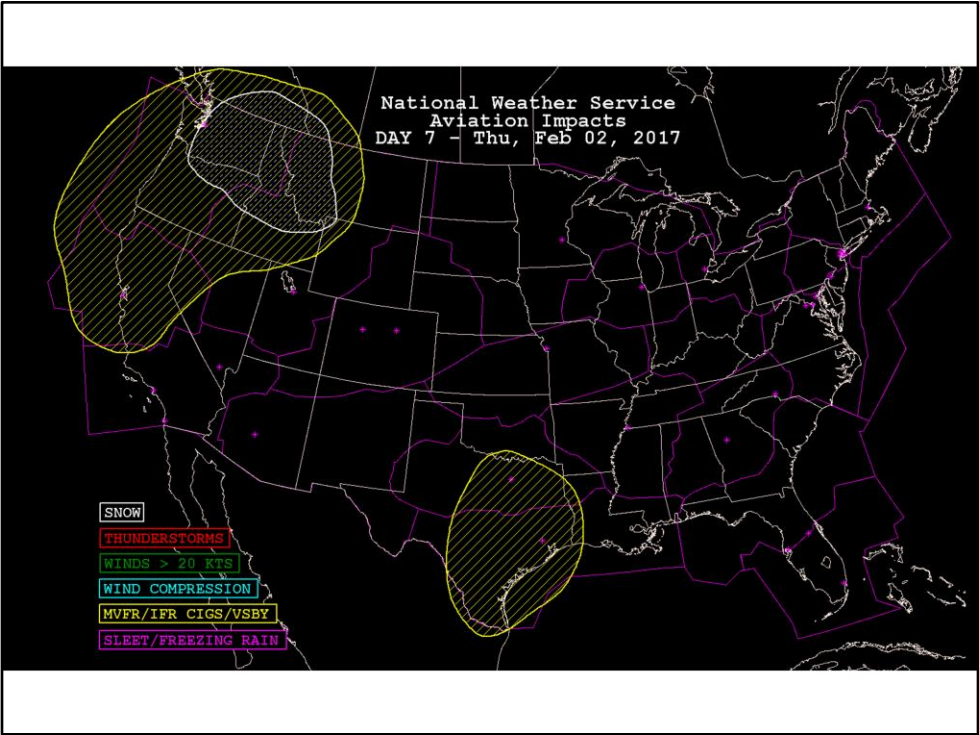 National Weather Service
Aviation Impacts
DAY 7 - Thu, Feb 02, 2017
SNOW
THUNDERSTORMS
WINDS > 20 KTS
WIND COMPRESSION
MVFR/IFR CIGS/VSBY
SLEET/FREEZING RAIN